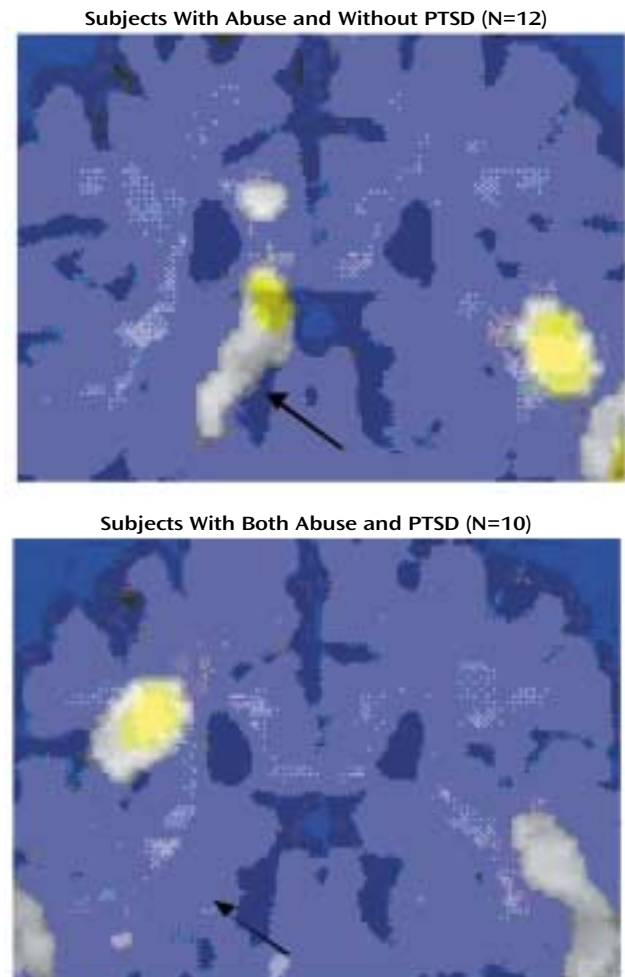 Subjects With Abuse and Without PTSD (N=12)
Subjects With Both Abuse and PTSD (N=10)